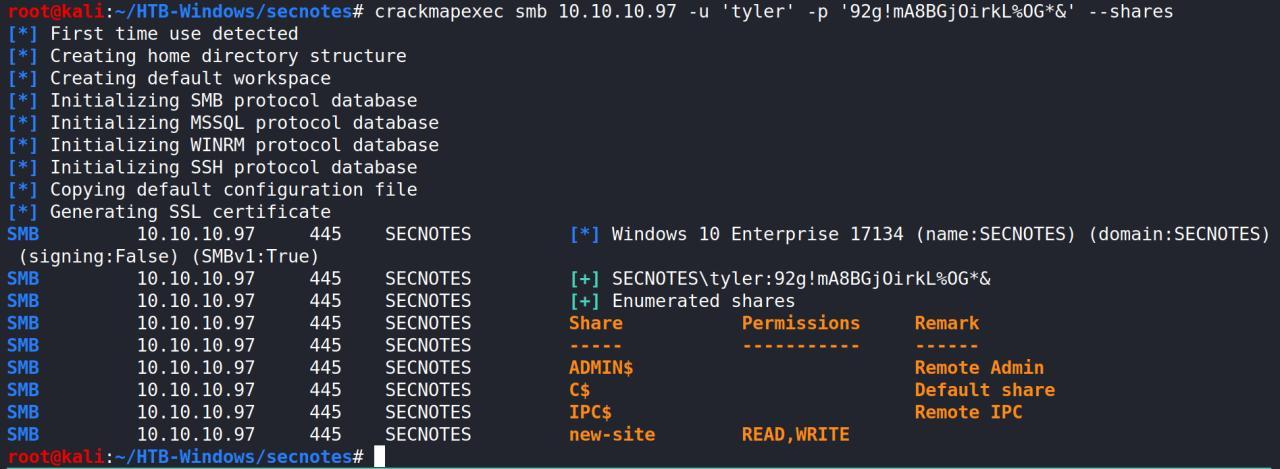 root@kali:~/HTB-Windows/secnotes# crackmapexec smb 10.10.10.97 -u 'tyler' -p '92g!mA8BGjOirkL%OG*&' --shares
[*] First time use detected
[*] Creating home directory structure
[*] Creating default workspace
[*] Initializing SMB protocol database
[*] Initializing MSSQL protocol database
[*] Initializing WINRM protocol database
[*] Initializing SSH protocol database
[*] Copying default configuration file
[*] Generating SSL certificate
SMB         10.10.10.97     445    SECNOTES         [*] Windows 10 Enterprise 17134 (name:SECNOTES) (domain:SECNOTES)
 (signing:False) (SMBv1:True)
SMB         10.10.10.97     445    SECNOTES         [+] SECNOTES\tyler:92g!mA8BGjOirkL%OG*&
SMB         10.10.10.97     445    SECNOTES         [+] Enumerated shares
SMB         10.10.10.97     445    SECNOTES         Share           Permissions     Remark
SMB         10.10.10.97     445    SECNOTES         -----           -----------     ------
SMB         10.10.10.97     445    SECNOTES         ADMIN$                          Remote Admin
SMB         10.10.10.97     445    SECNOTES         C$                              Default share
SMB         10.10.10.97     445    SECNOTES         IPC$                            Remote IPC
SMB         10.10.10.97     445    SECNOTES         new-site        READ,WRITE
root@kali:~/HTB-Windows/secnotes#